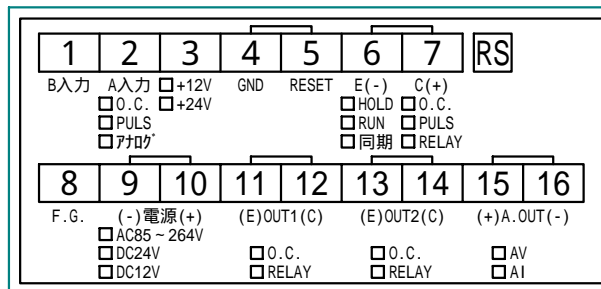 1 2 3 4 5 6 7 RS
B入力 A入力 □+12V GND RESET E(-) C(+)
□O.C. □+24V □HOLD □O.C.
□PULS □RUN □PULS
□アナログ □同期 □RELAY
8 9 10 11 12 13 14 15 16
F.G. (-)電源(+) (E)OUT1(C) (E)OUT2(C) (+)A.OUT(-)
□AC85~264V
□DC24V □O.C. □O.C. □AV
□DC12V □RELAY □RELAY □AI